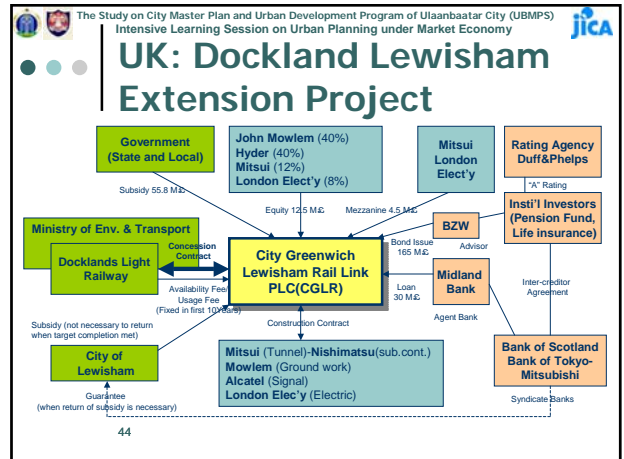 The Study on City Master Plan and Urban Development Program of Ulaanbaatar City (UBMPS)
Intensive Learning Session on Urban Planning under Market Economy
jICA
UK: Dockland Lewisham
Extension Project
Government
(State and Local)
John Mowlem (40%)
Hyder (40%)
Mitsui (12%)
London Elect'y (8%)
Mitsui
London
Elect'y
Rating Agency
Duff&Phelps
Subsidy 55.8 M£
Equity 12.5 M£
Mezzanine 4.5 M£
"A" Rating
Insti'l Investors
(Pension Fund,
Life insurance)
BZW
Advisor
Bond Issue
165 M£
Ministry of Env. & Transport
Docklands Light
Railway
Concession
Contract
City Greenwich
Lewisham Rail Link
PLC(CGLR)
Availability Fee/
Usage Fee
(Fixed in first 10Years)
Loan
30 M£
Midland
Bank
Agent Bank
Inter-creditor
Agreement
Subsidy (not necessary to return
when target completion met)
Construction Contract
City of
Lewisham
Mitsui (Tunnel)-Nishimatsu(sub.cont.)
Mowlem (Ground work)
Alcatel (Signal)
London Elec'y (Electric)
Bank of Scotland
Bank of Tokyo-
Mitsubishi
Syndicate Banks
Guarantee
(when return of subsidy is necessary)
44